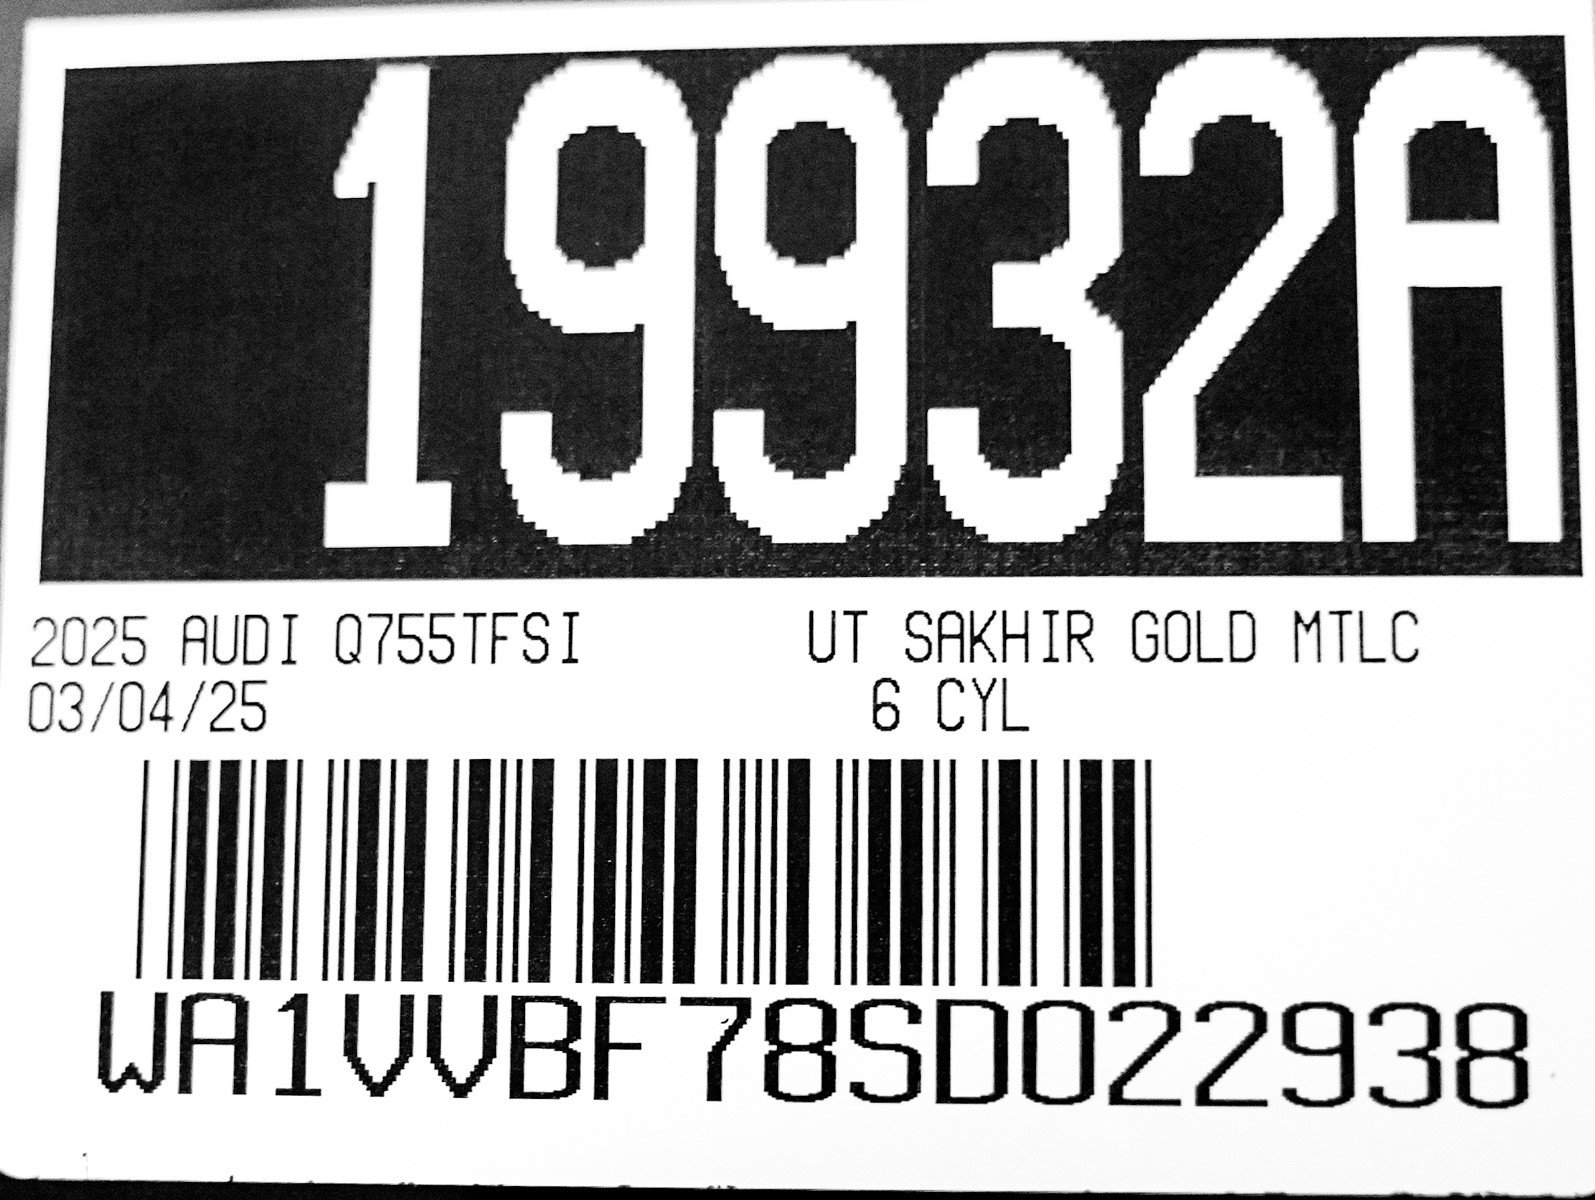 19932A
2025 AUDI Q755TFSI UT SAKHIR GOLD MTLC
03/04/25 6 CYL
WA1VVBF78SD022938